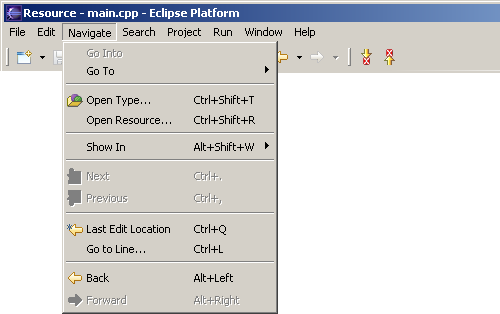 Resource - main.cpp - Eclipse Platform
File Edit Navigate Search Project Run Window Help
Go Into
Go To
Open Type... Ctrl+Shift+T
Open Resource... Ctrl+Shift+R
Show In Alt+Shift+W
Next Ctrl+.
Previous Ctrl+,
Last Edit Location Ctrl+Q
Go to Line... Ctrl+L
Back Alt+Left
Forward Alt+Right